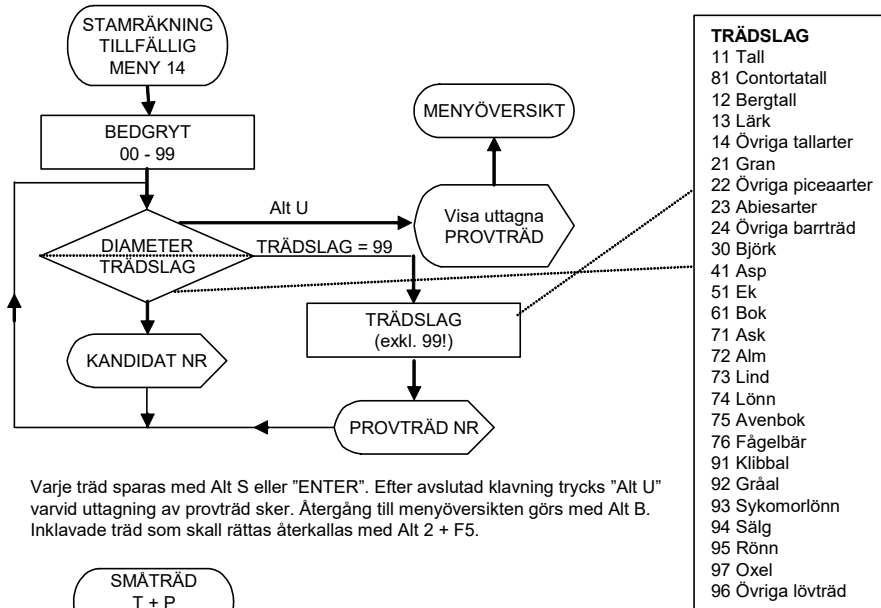 STAMRÄKNING
TILLFÄLLIG
MENY 14
BEDGRYT
00 - 99
MENYÖVERSIKT
Alt U
Visa uttagna
PROVTRÄD
DIAMETER
TRÄDSLAG
TRÄDSLAG = 99
TRÄDSLAG
(exkl. 99!)
KANDIDAT NR
PROVTRÄD NR
Varje träd sparas med Alt S eller ”ENTER”. Efter avslutad klavning trycks ”Alt U”
varvid uttagning av provträd sker. Återgång till menyöversikten görs med Alt B.
Inklavade träd som skall rättas återkallas med Alt 2 + F5.
SMÅTRÄD
T + P
TRÄDSLAG
11 Tall
81 Contortatall
12 Bergtall
13 Lärk
14 Övriga tallarter
21 Gran
22 Övriga piceaarter
23 Abiesarter
24 Övriga barrträd
30 Björk
41 Asp
51 Ek
61 Bok
71 Ask
72 Alm
73 Lind
74 Lönn
75 Avenbok
76 Fågelbär
91 Klibbal
92 Gråal
93 Sykomorlönn
94 Sälg
95 Rönn
97 Oxel
96 Övriga lövträd